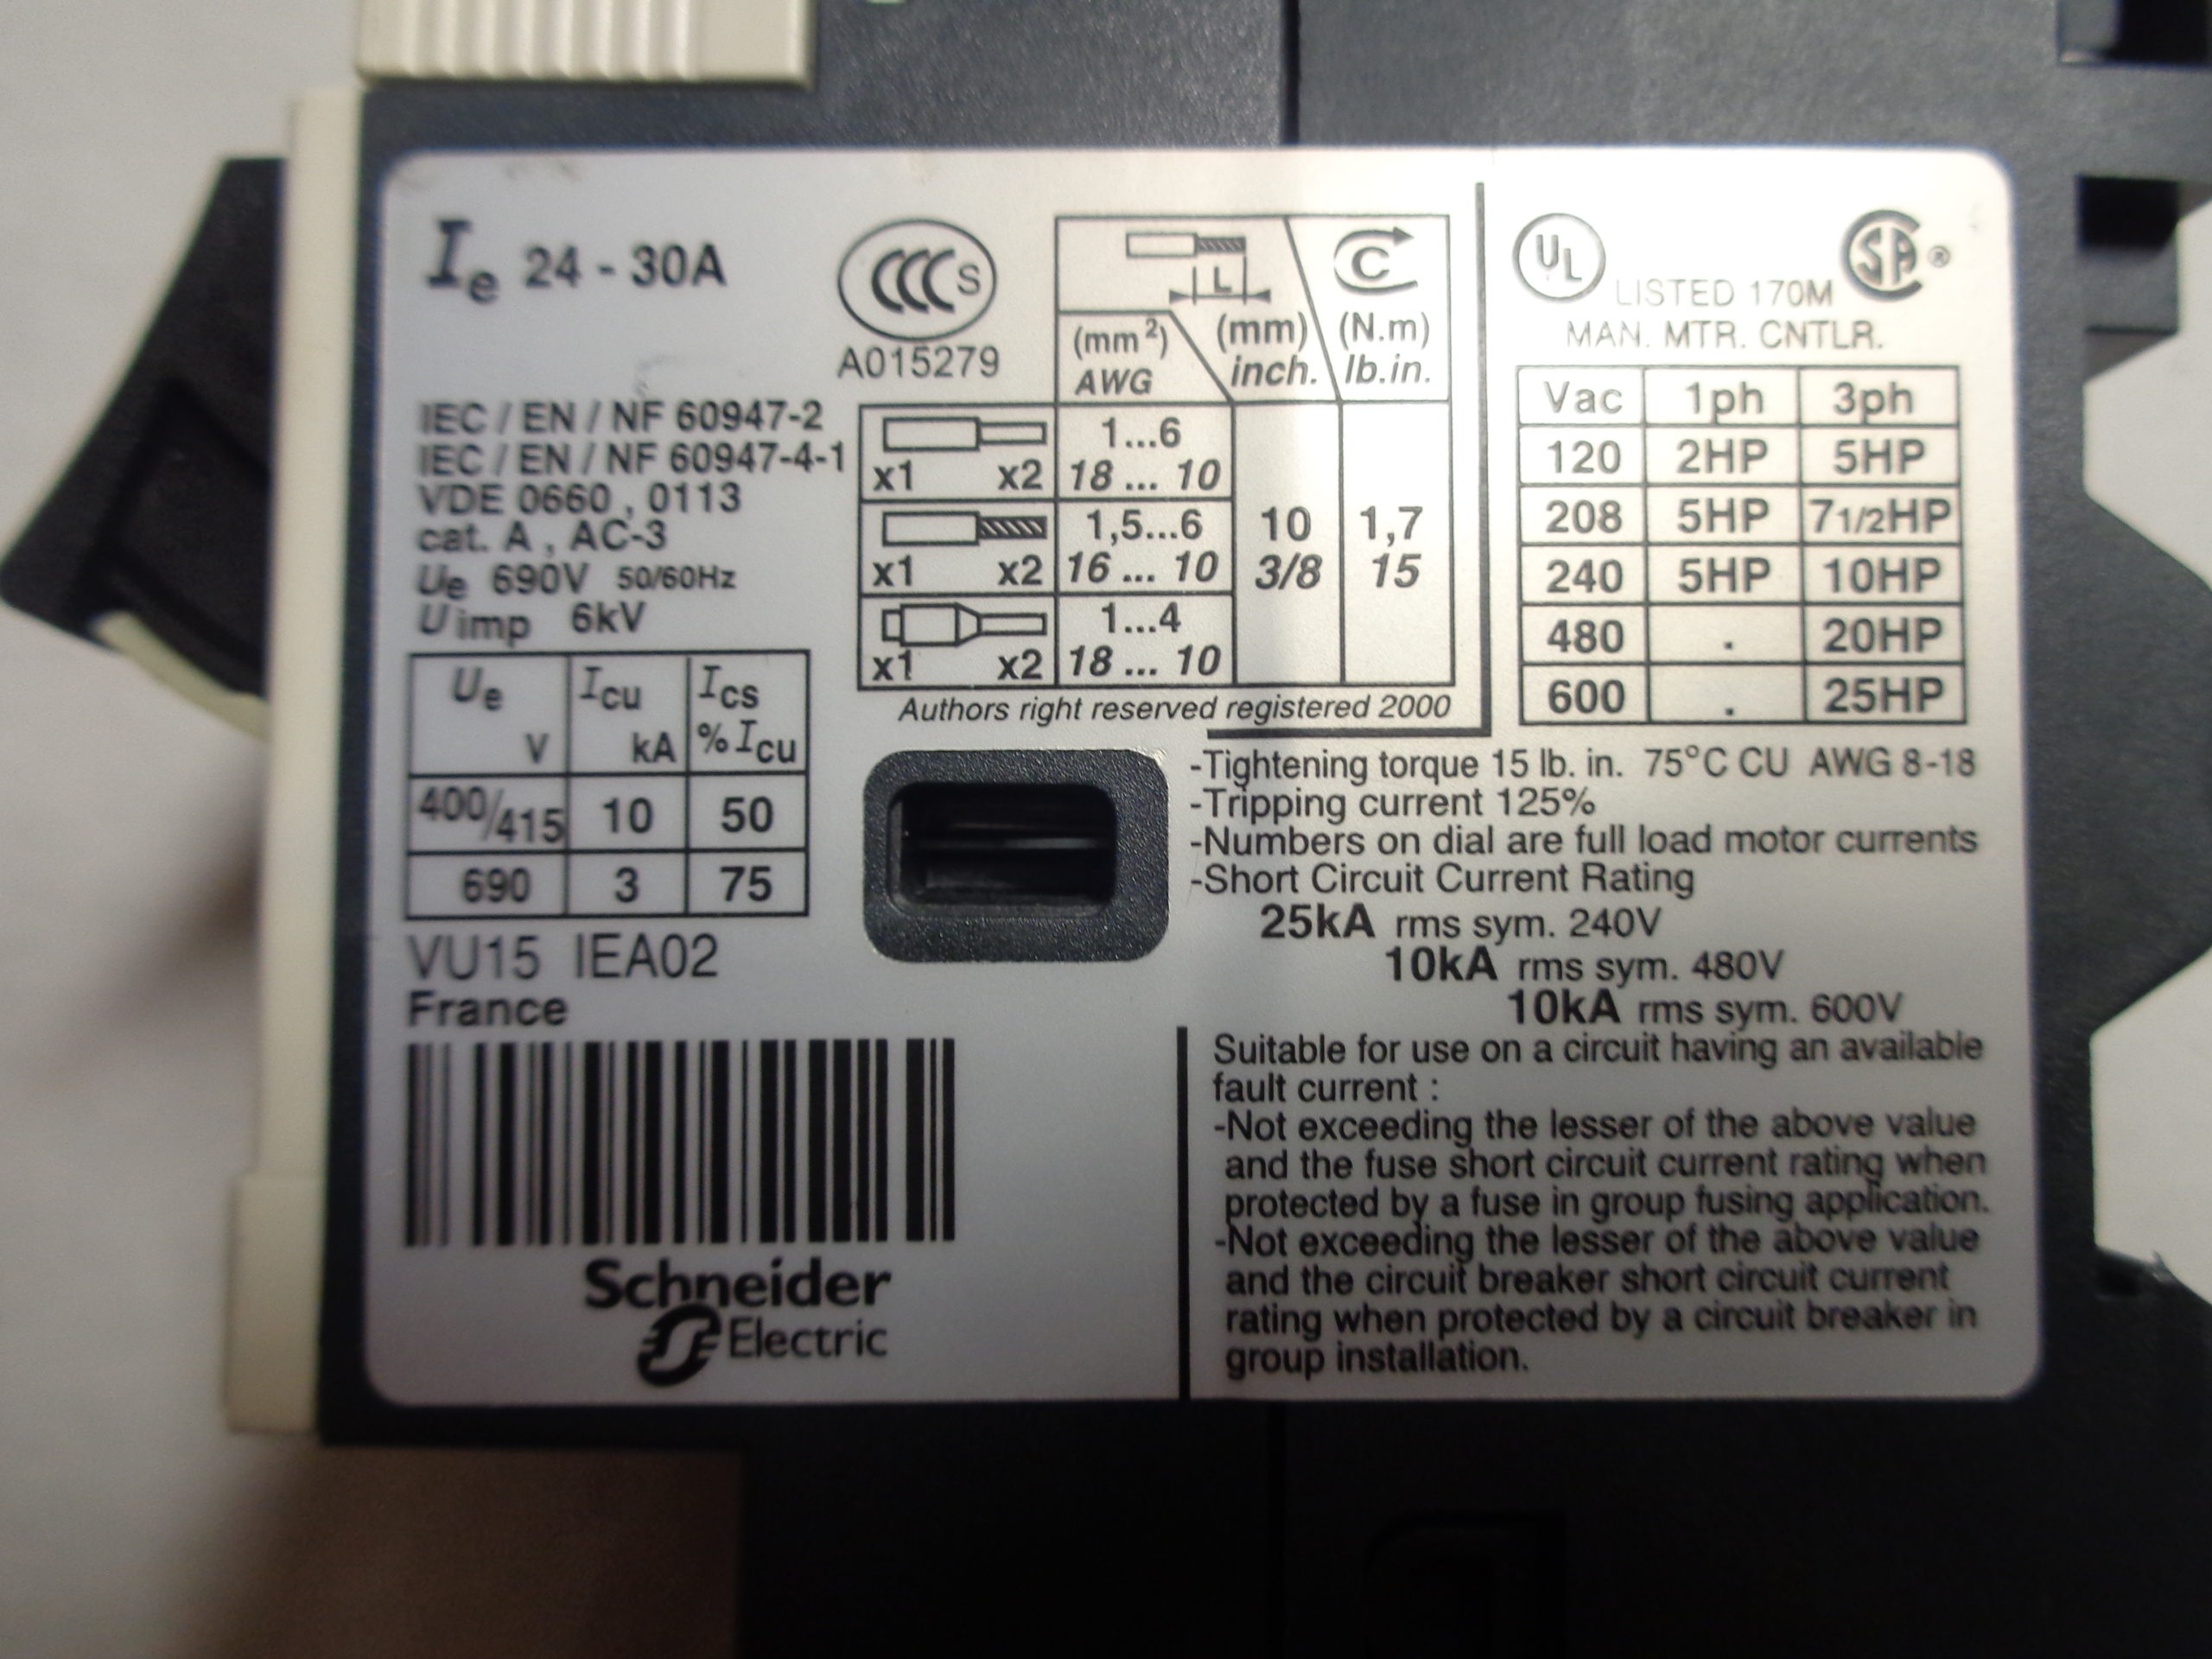 Ie 24 - 30A
CCC S
A015279
IEC / EN / NF 60947-2
IEC / EN / NF 60947-4-1
VDE 0660 , 0113
cat. A , AC-3
Ue 690V 50/60Hz
U imp 6kV
Ue V Icu kA Ics % Icu
400/415 10 50
690 3 75
VU15 IEA02
France
Schneider
Electric
L C
(mm²) (mm) (N.m)
AWG inch. lb.in.
1...6
x1 x2 18 ... 10
1,5...6 10 1,7
x1 x2 16 ... 10 3/8 15
1...4
x1 x2 18 ... 10
Authors right reserved registered 2000
UL LISTED 170M SA ®
MAN. MTR. CNTLR.
Vac 1ph 3ph
120 2HP 5HP
208 5HP 71/2HP
240 5HP 10HP
480 . 20HP
600 . 25HP
-Tightening torque 15 lb. in. 75°C CU AWG 8-18
-Tripping current 125%
-Numbers on dial are full load motor currents
-Short Circuit Current Rating
25kA rms sym. 240V
10kA rms sym. 480V
10kA rms sym. 600V
Suitable for use on a circuit having an available
fault current :
-Not exceeding the lesser of the above value
and the fuse short circuit current rating when
protected by a fuse in group fusing application.
-Not exceeding the lesser of the above value
and the circuit breaker short circuit current
rating when protected by a circuit breaker in
group installation.